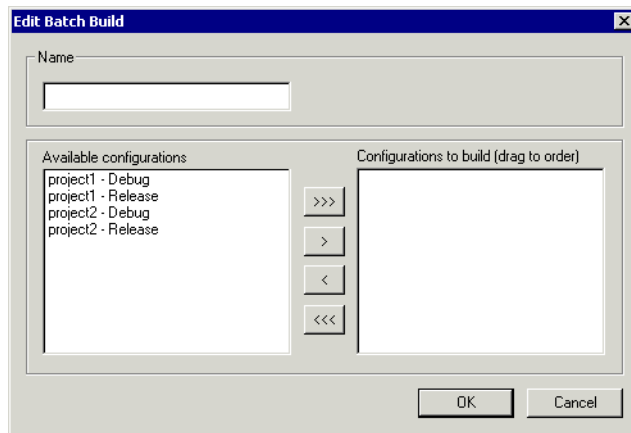 Edit Batch Build
Name
Available configurations
project1 - Debug
project1 - Release
project2 - Debug
project2 - Release
>>>
>
<
<<<
Configurations to build (drag to order)
OK
Cancel